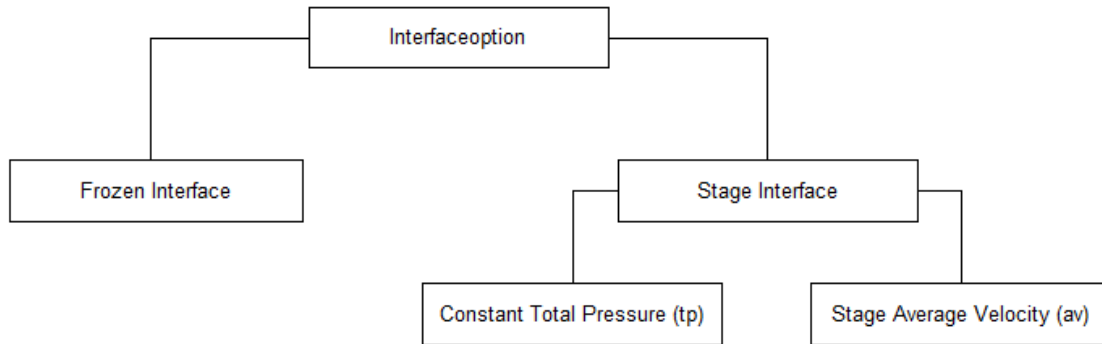 Interfaceoption
Frozen Interface
Stage Interface
Constant Total Pressure (tp)
Stage Average Velocity (av)